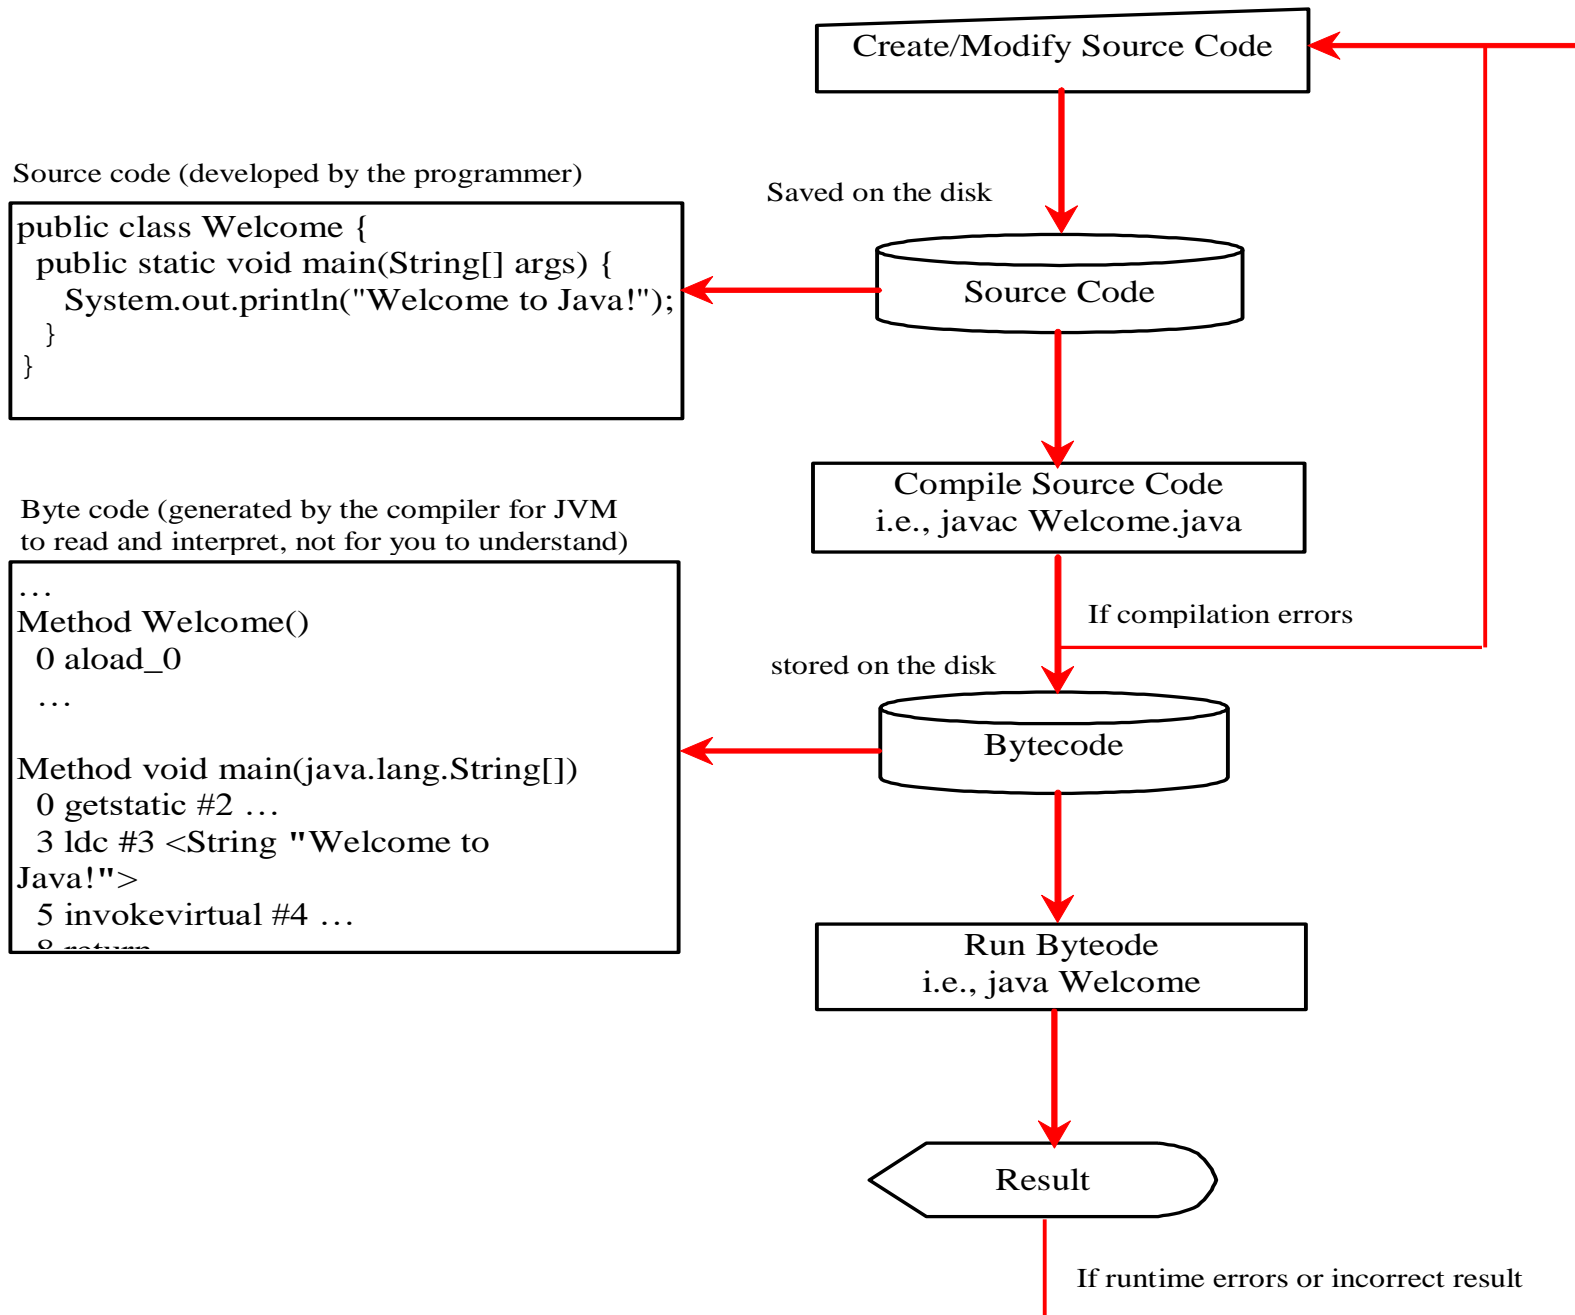 Create/Modify Source Code
Source code (developed by the programmer)
Saved on the disk
public class Welcome {
public static void main(String[] args) {
System.out.println("Welcome to Java!");
}
}
Source Code
Compile Source Code
i.e., javac Welcome.java
Byte code (generated by the compiler for JVM
to read and interpret, not for you to understand)
…
Method Welcome()
0 aload_0
…
Method void main(java.lang.String[])
0 getstatic #2 …
3 ldc #3 <String "Welcome to
Java!">
5 invokevirtual #4 …
8 return
If compilation errors
stored on the disk
Bytecode
Run Byteode
i.e., java Welcome
Result
If runtime errors or incorrect result